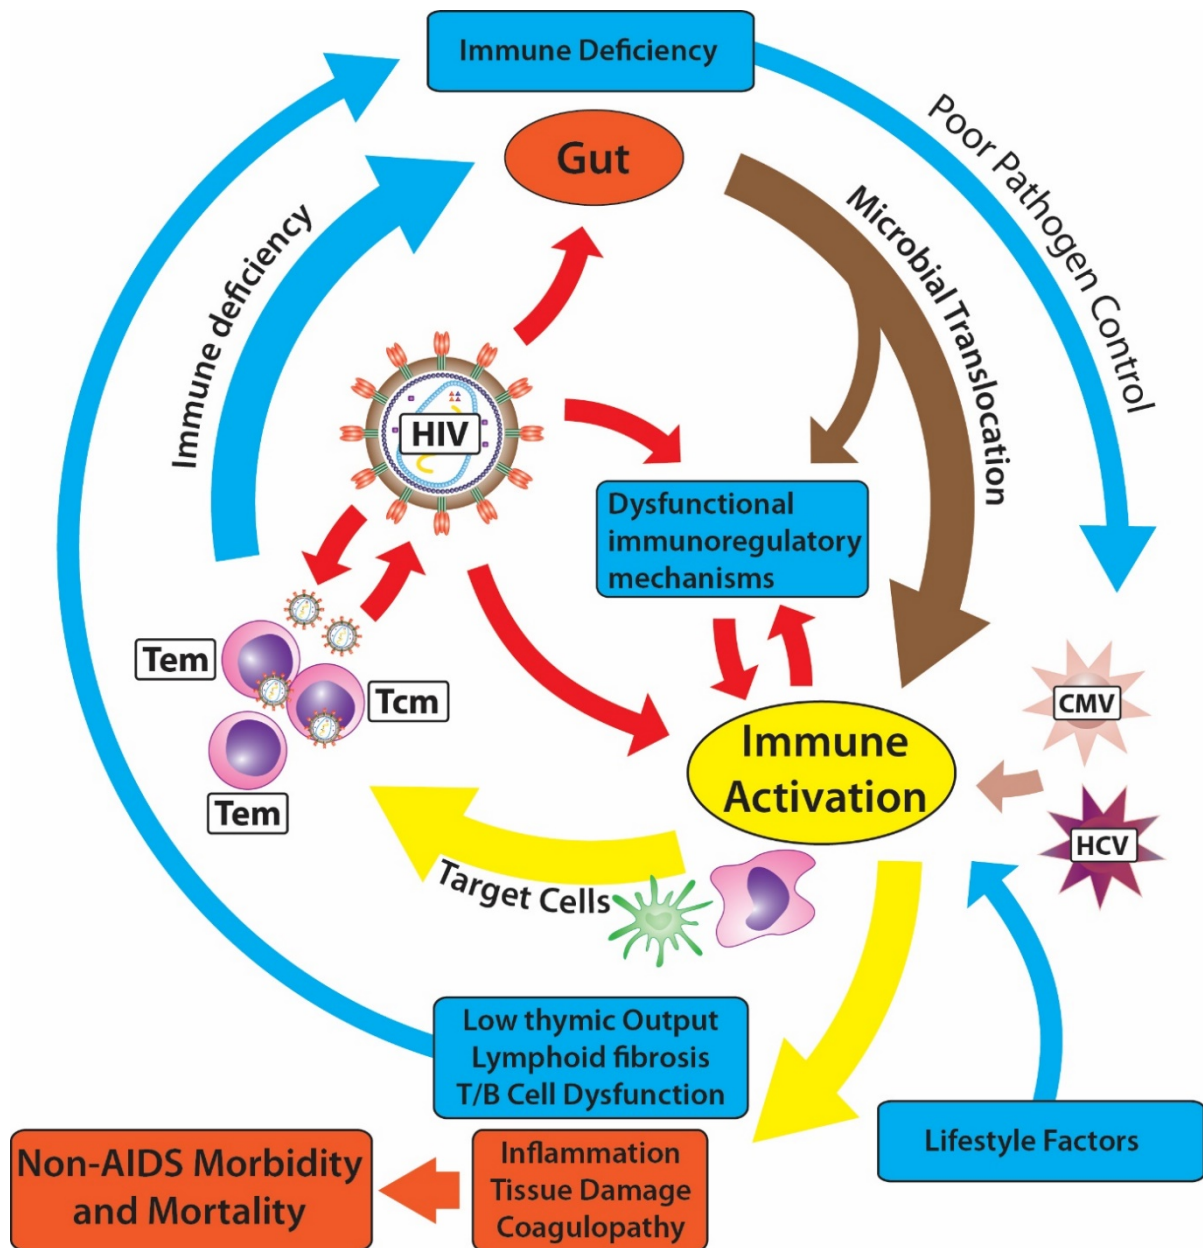 Immune Deficiency
Gut
Poor Pathogen Control
Microbial Translocation
Immune deficiency
HIV
Dysfunctional
immunoregulatory
mechanisms
Tem
Tcm
Tem
CMV
Immune
Activation
HCV
Target Cells
Low thymic Output
Lymphoid fibrosis
T/B Cell Dysfunction
Lifestyle Factors
Non-AIDS Morbidity
and Mortality
Inflammation
Tissue Damage
Coagulopathy